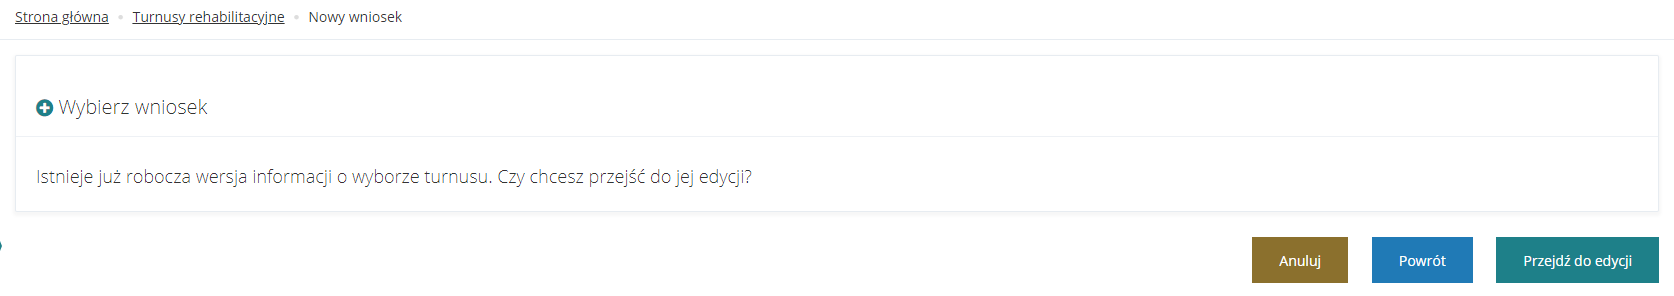 Strona główna • Turnusy rehabilitacyjne • Nowy wniosek
Wybierz wniosek
Istnieje już robocza wersja informacji o wyborze turnusu. Czy chcesz przejść do jej edycji?
Anuluj Powrót Przejdź do edycji